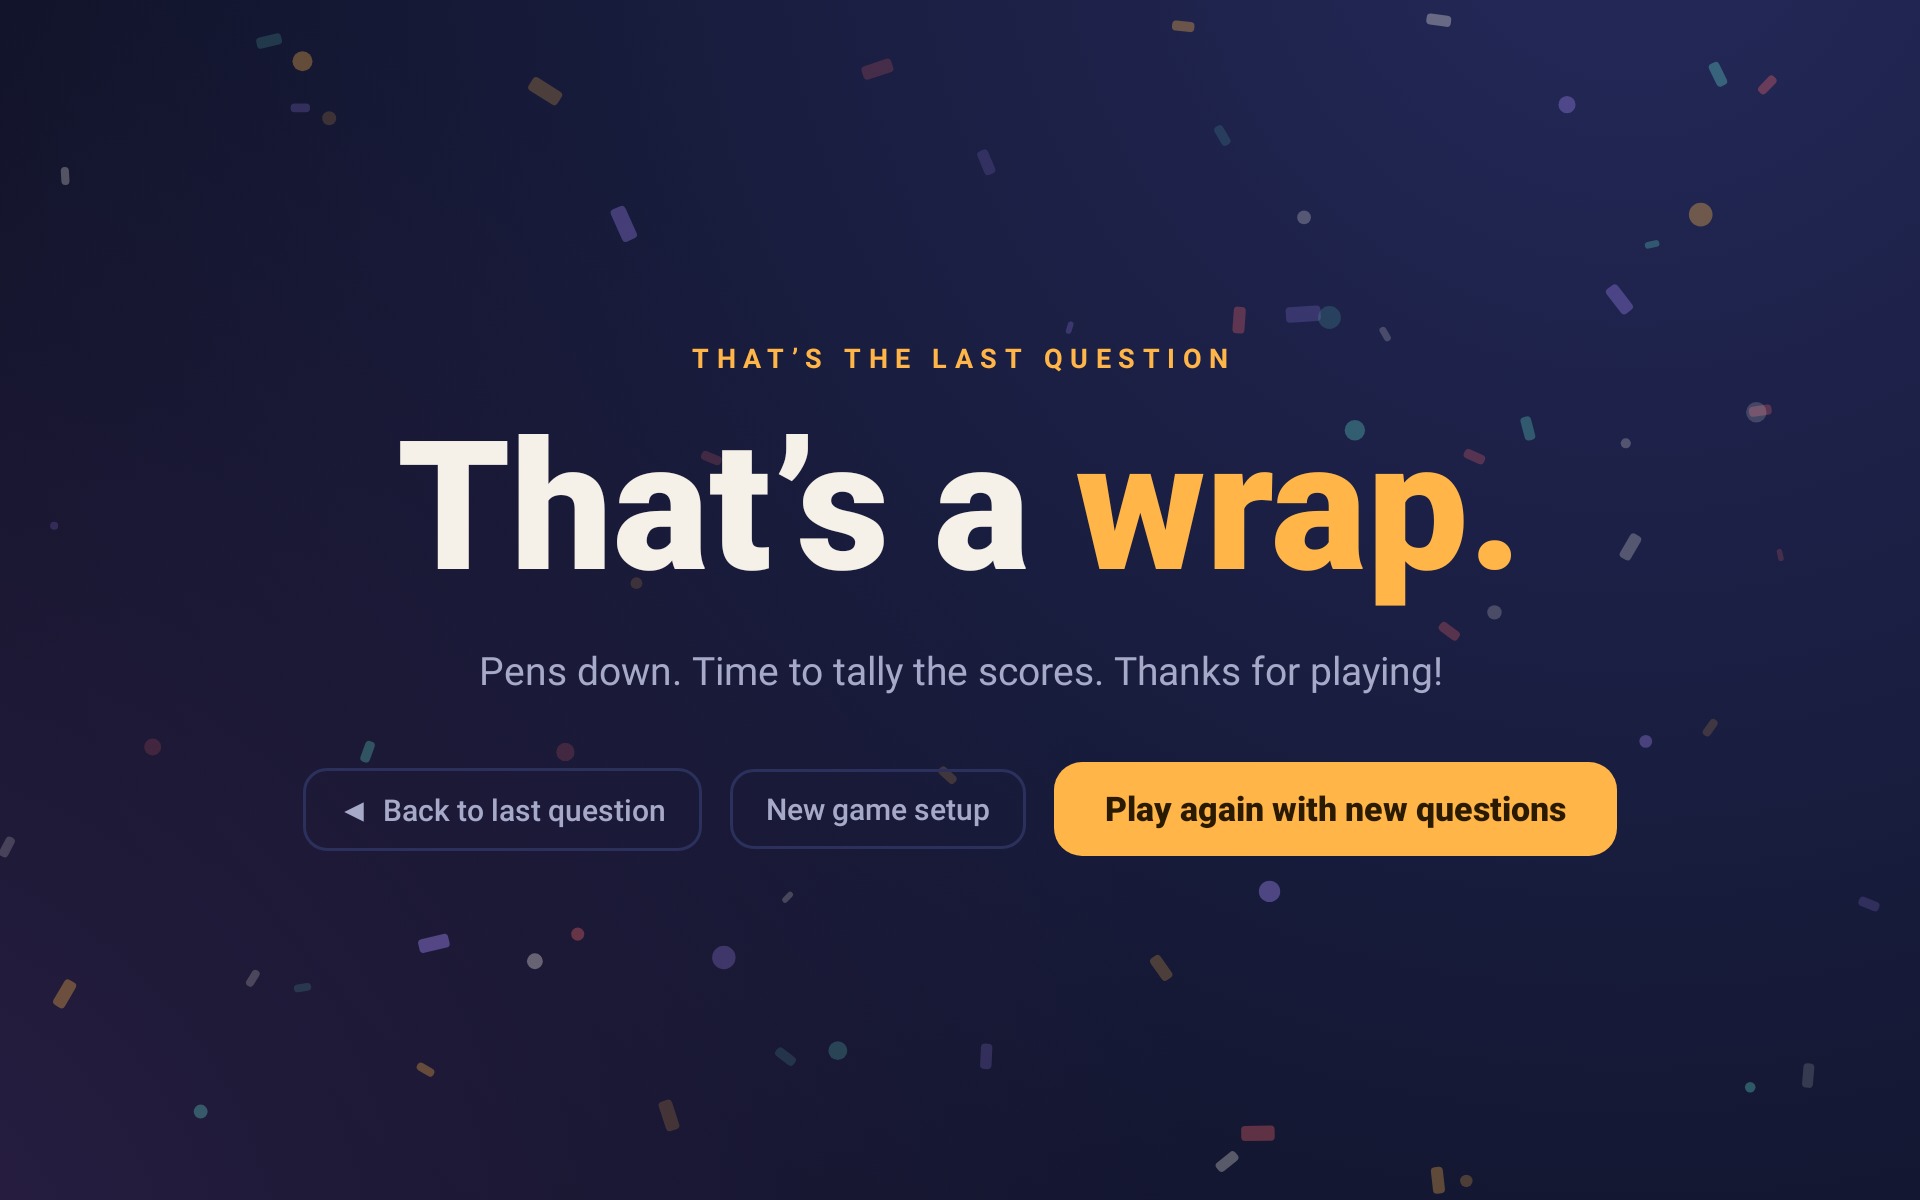 THAT’S THE LAST QUESTION
That’s a wrap.
Pens down. Time to tally the scores. Thanks for playing!
◀ Back to last question
New game setup
Play again with new questions